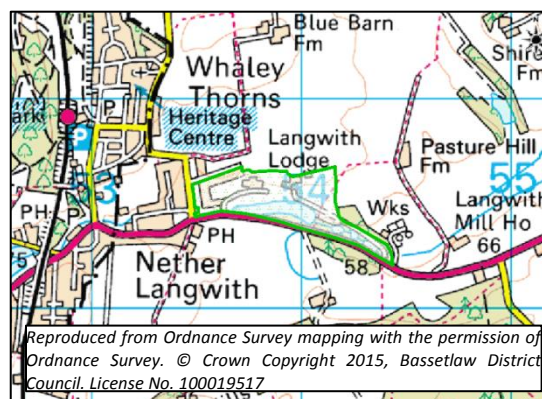 Blue Barn
Fm
Shire
Fm
Whaley
Thorns
P
Heritage
Centre
P
Langwith
Lodge
Pasture Hill
Fm
55
Langwith
Mill Ho
Wks
PH
P
PH
66
58
Nether
Langwith
Reproduced from Ordnance Survey mapping with the permission of
Ordnance Survey. © Crown Copyright 2015, Bassetlaw District
Council. License No. 100019517